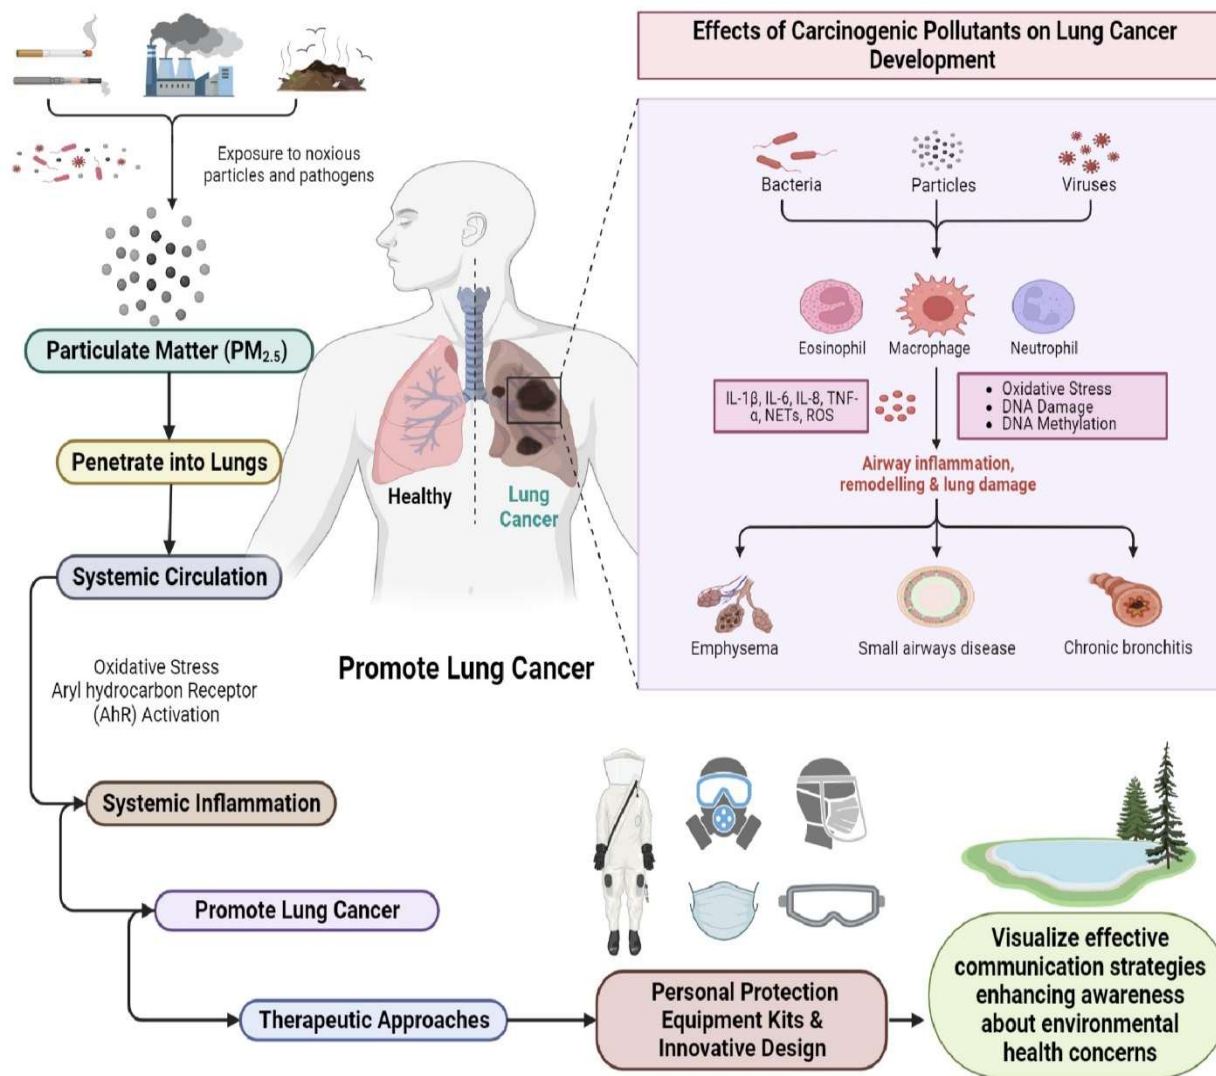 Effects of Carcinogenic Pollutants on Lung Cancer
Development
Exposure to noxious
particles and pathogens
Particulate Matter (PM2.5)
Penetrate into Lungs
Systemic Circulation
Oxidative Stress
Aryl hydrocarbon Receptor
(AhR) Activation
Systemic Inflammation
Promote Lung Cancer
Therapeutic Approaches
Healthy
Lung
Cancer
Promote Lung Cancer
Bacteria
Particles
Viruses
Eosinophil
Macrophage
Neutrophil
IL-1β, IL-6, IL-8, TNF-
α, NETs, ROS
• Oxidative Stress
• DNA Damage
• DNA Methylation
Airway inflammation,
remodelling & lung damage
Emphysema
Small airways disease
Chronic bronchitis
Personal Protection
Equipment Kits &
Innovative Design
Visualize effective
communication strategies
enhancing awareness
about environmental
health concerns